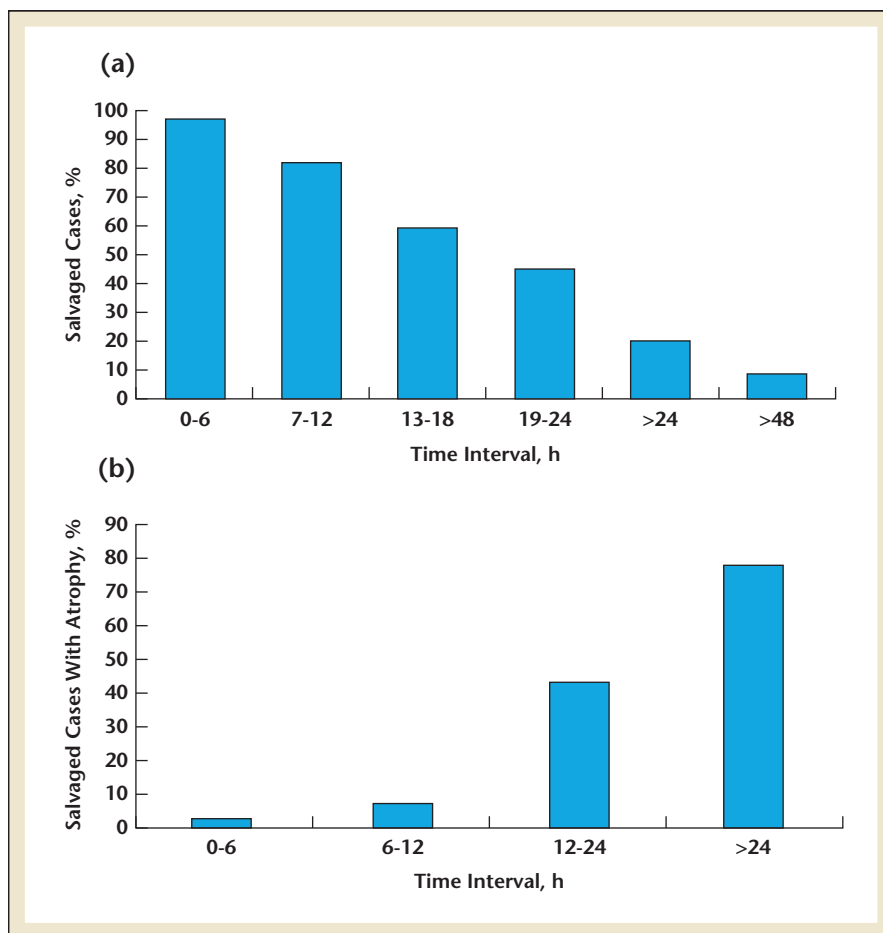 (a)
Salvaged Cases, %
100
90
80
70
60
50
40
30
20
10
0
0-6 7-12 13-18 19-24 >24 >48
Time Interval, h
(b)
Salvaged Cases With Atrophy, %
90
80
70
60
50
40
30
20
10
0
0-6 6-12 12-24 >24
Time Interval, h